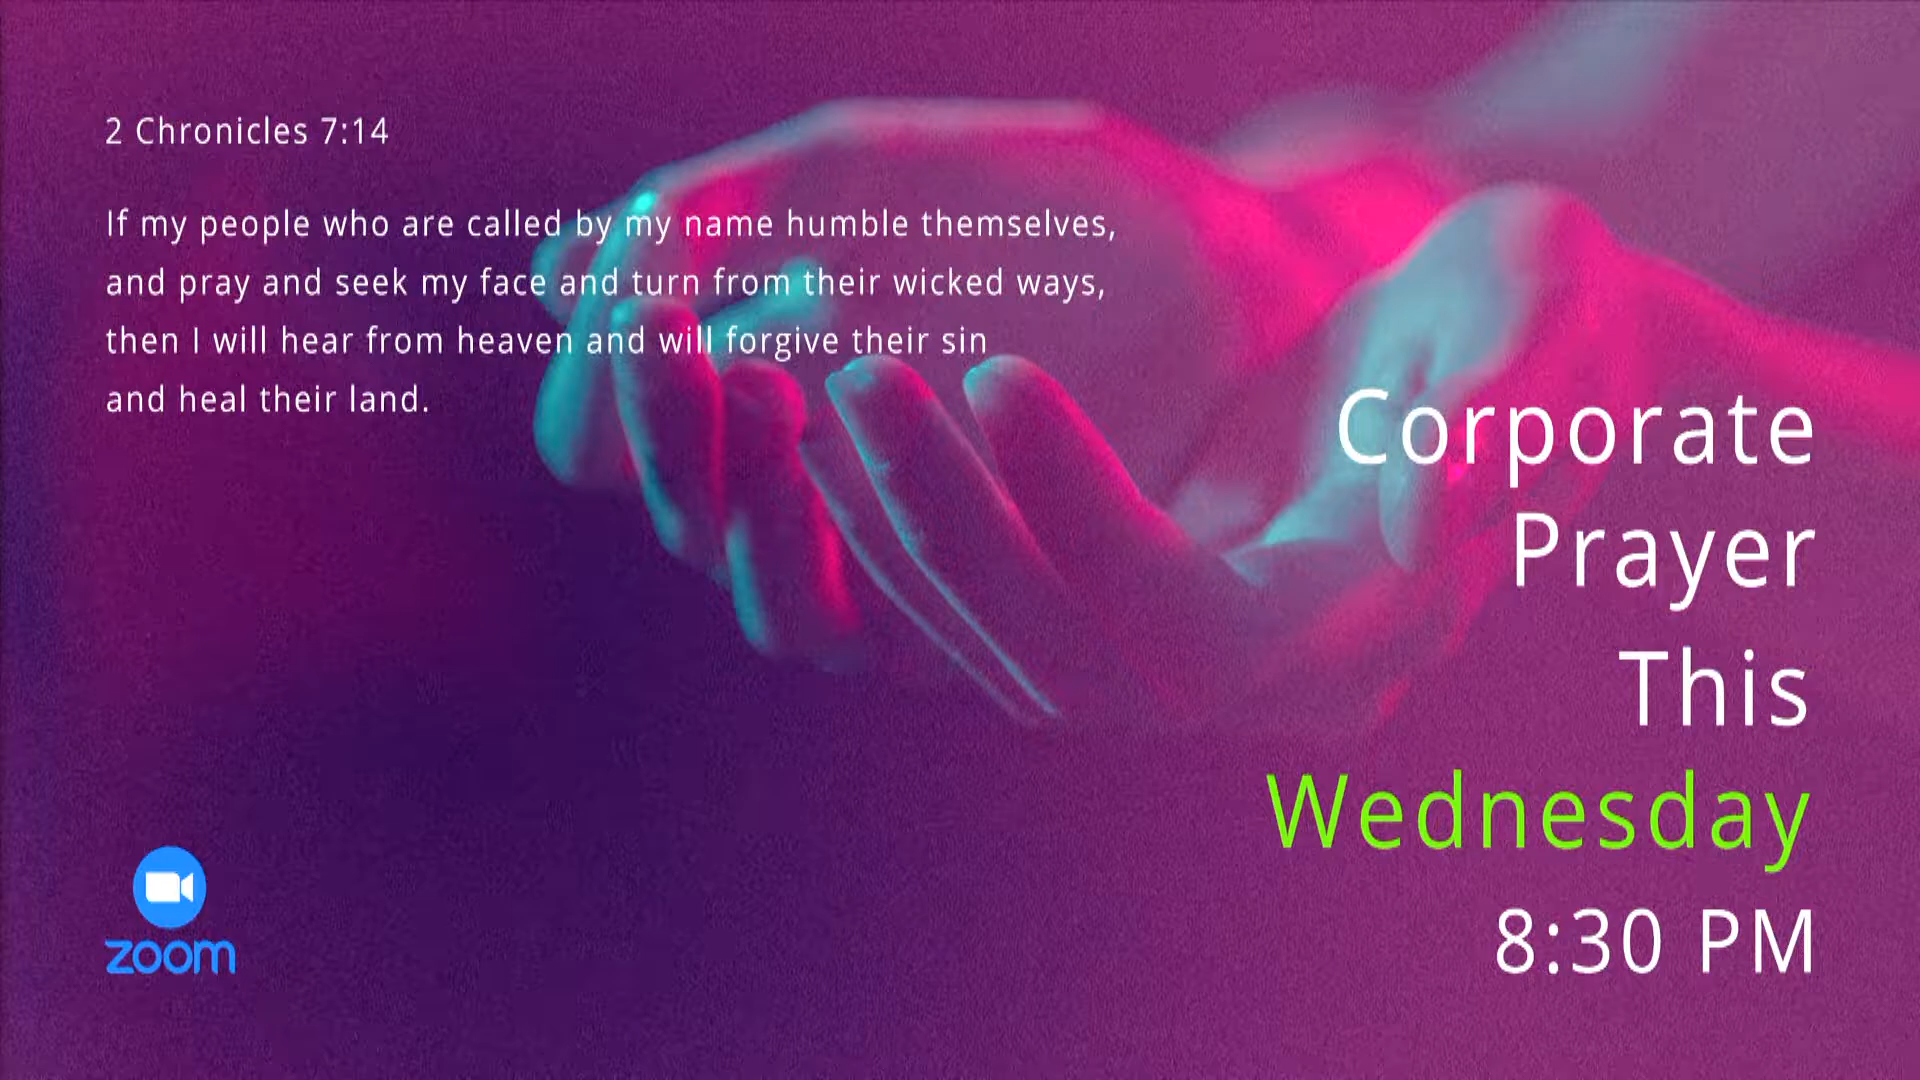 2 Chronicles 7:14
If my people who are called by my name humble themselves,
and pray and seek my face and turn from their wicked ways,
then I will hear from heaven and will forgive their sin
and heal their land.
Corporate
Prayer
This
Wednesday
8:30 PM
zoom